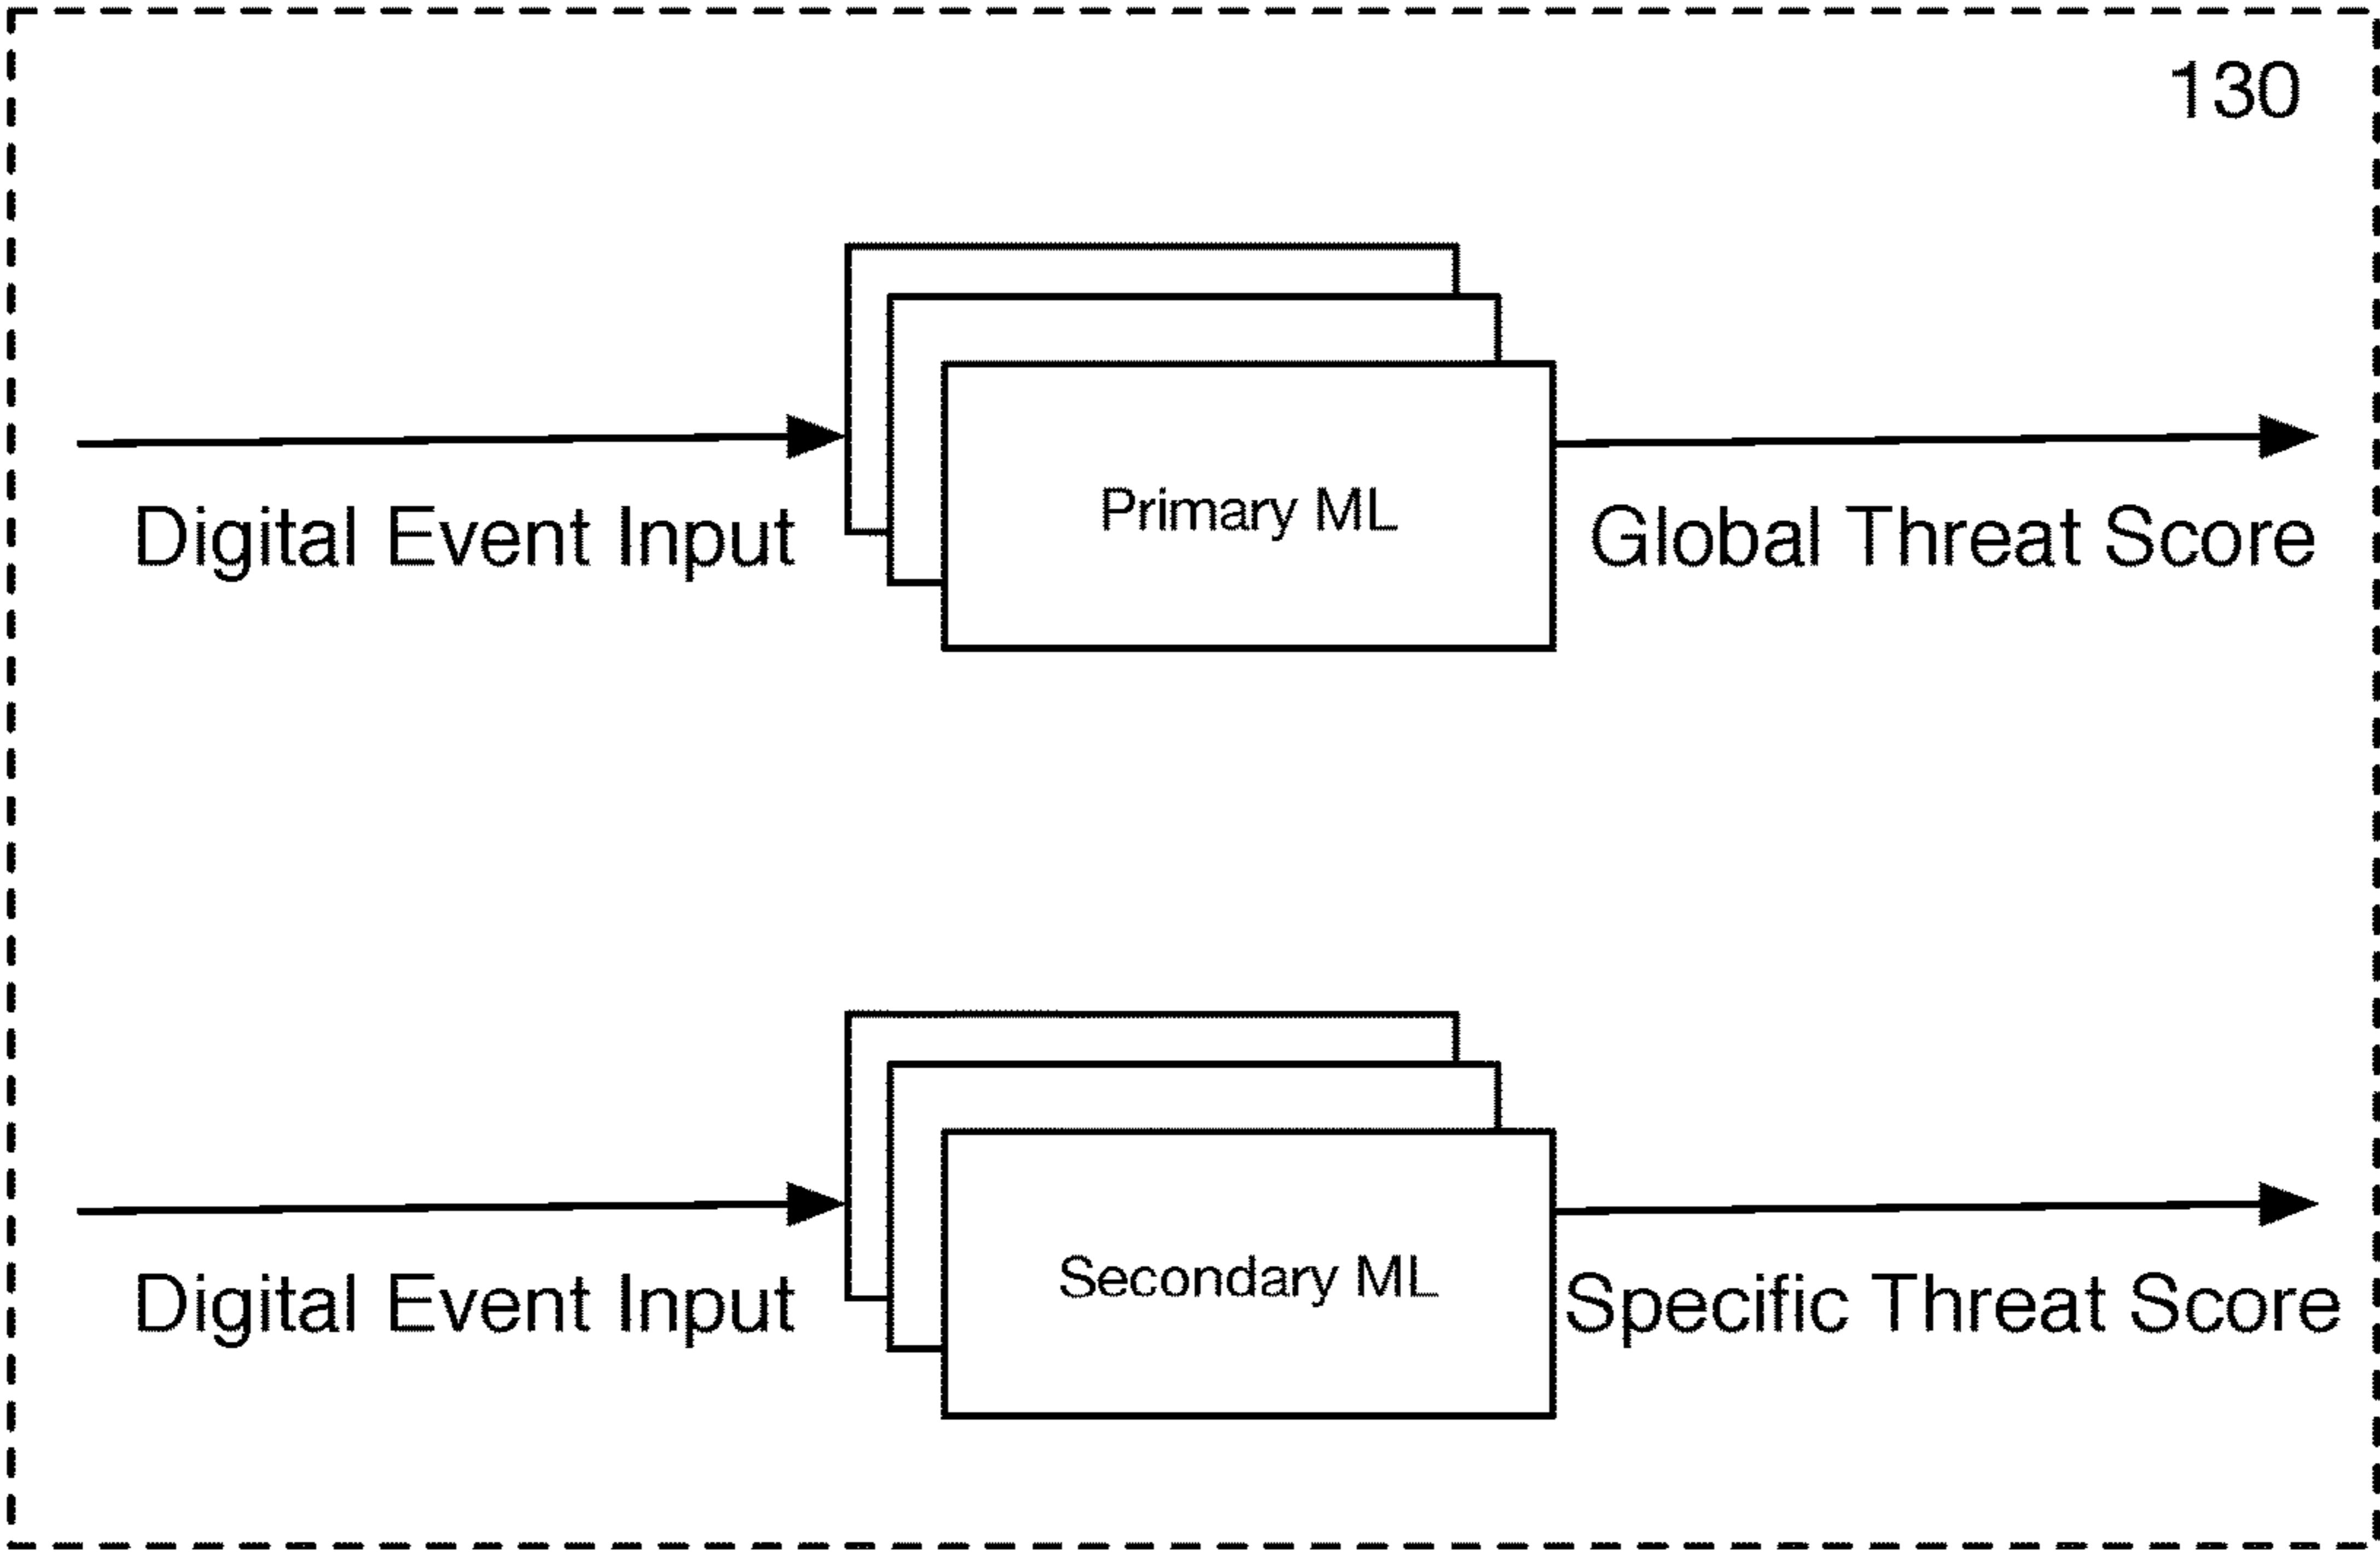 130
Primary ML
Digital Event Input
Global Threat Score
Secondary ML
Digital Event Input
Specific Threat Score